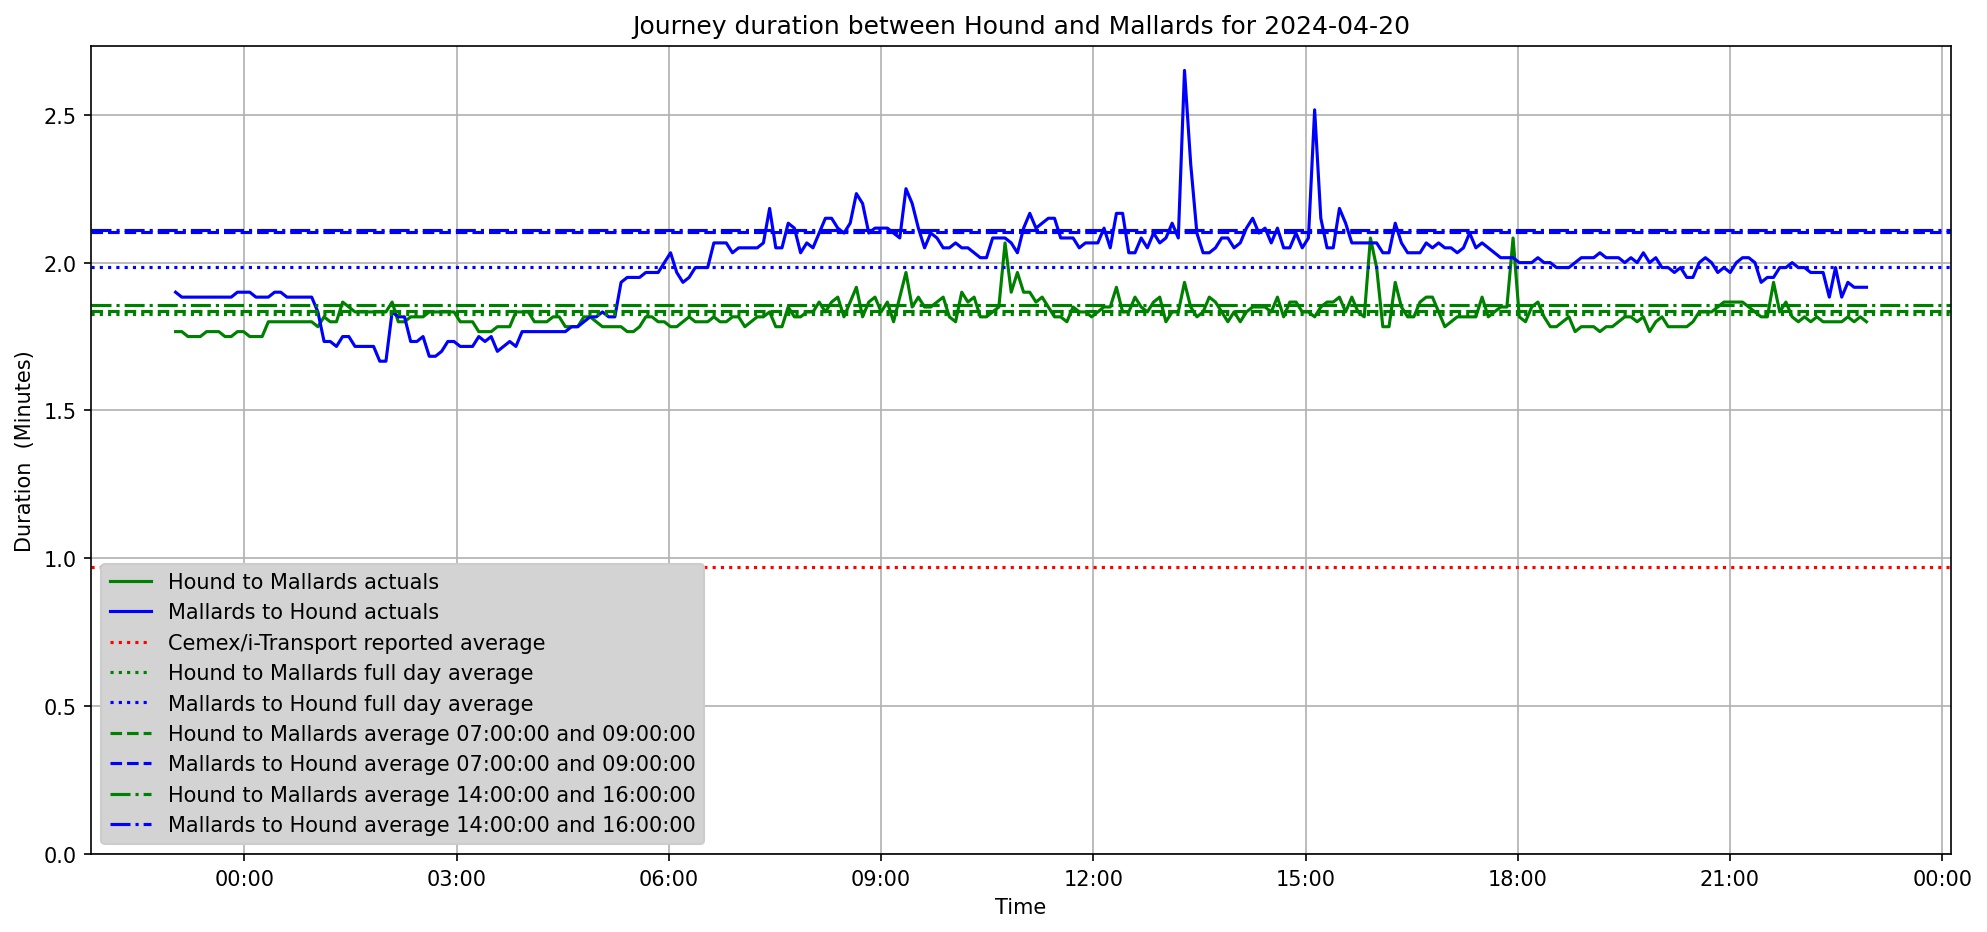 Journey duration between Hound and Mallards for 2024-04-20
2.5
2.0
1.5
1.0
0.5
0.0
Duration  (Minutes)
Hound to Mallards actuals
Mallards to Hound actuals
Cemex/i-Transport reported average
Hound to Mallards full day average
Mallards to Hound full day average
Hound to Mallards average 07:00:00 and 09:00:00
Mallards to Hound average 07:00:00 and 09:00:00
Hound to Mallards average 14:00:00 and 16:00:00
Mallards to Hound average 14:00:00 and 16:00:00
00:00 03:00 06:00 09:00 12:00 15:00 18:00 21:00 00:00
Time